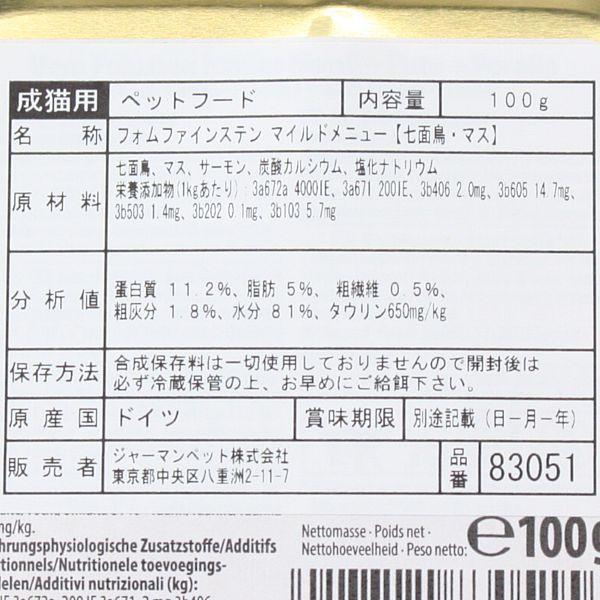 成猫用 ペットフード 内容量 100g
名称 フォムファインステン マイルドメニュー【七面鳥・マス】
原材料 七面鳥、マス、サーモン、炭酸カルシウム、塩化ナトリウム
栄養添加物(1kgあたり):3a672a 400IE、3a671 200IE、3b406 2.0mg、3b605 14.7mg、
3b503 1.4mg、3b202 0.1mg、3b103 5.7mg
分析値 蛋白質 11.2%、脂肪 5%、粗繊維 0.5%、
粗灰分 1.8%、水分 81%、タウリン650mg/kg
保存方法 合成保存料は一切使用しておりませんので開封後は
必ず冷蔵保管の上、お早めにご給餌下さい。
原産国 ドイツ 賞味期限 別途記載(日ー月ー年)
販売者 ジャーマンペット株式会社
東京都中央区八重洲2-11-7
品番 83051
mg/kg.
hrungsphysiologische Zusatzstoffe/Additifs
tionnels/Nutritionele toevoegings-
elen/Additivi nutrizionali (kg):
Nettomasse · Poids net ·
Nettohoeveelheid · Peso netto:
℮100g